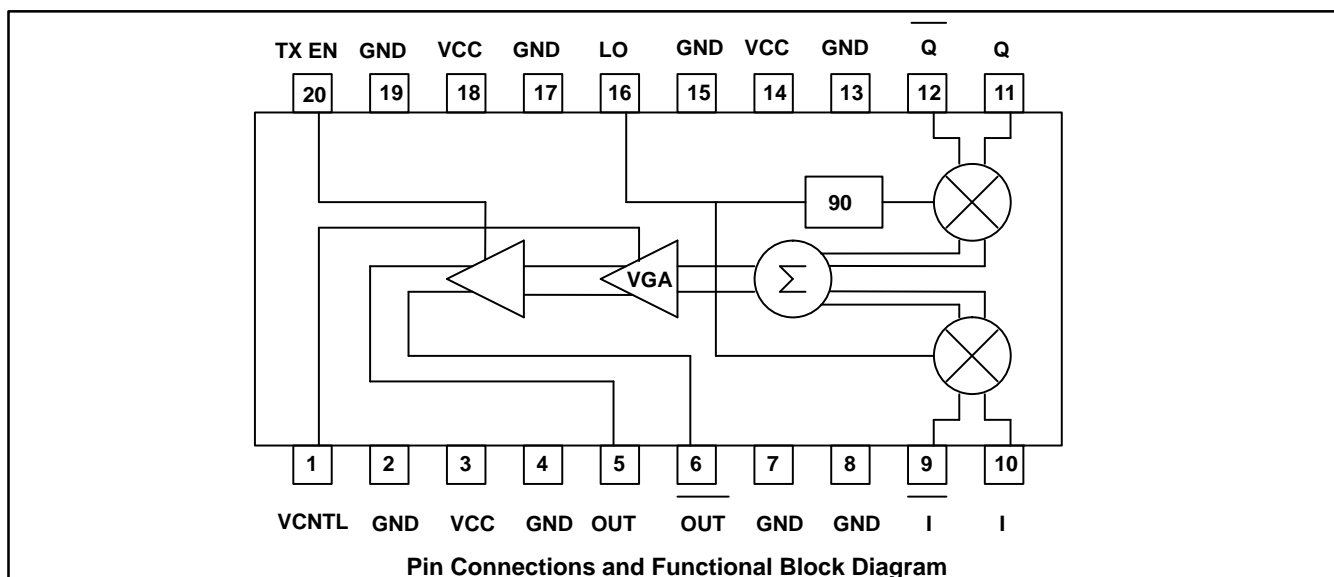 TX EN GND VCC GND LO GND VCC GND Q̅ Q
20 19 18 17 16 15 14 13 12 11
90
VGA Σ
1 2 3 4 5 6 7 8 9 10
VCNTL GND VCC GND OUT O̅U̅T̅ GND GND I̅ I
Pin Connections and Functional Block Diagram